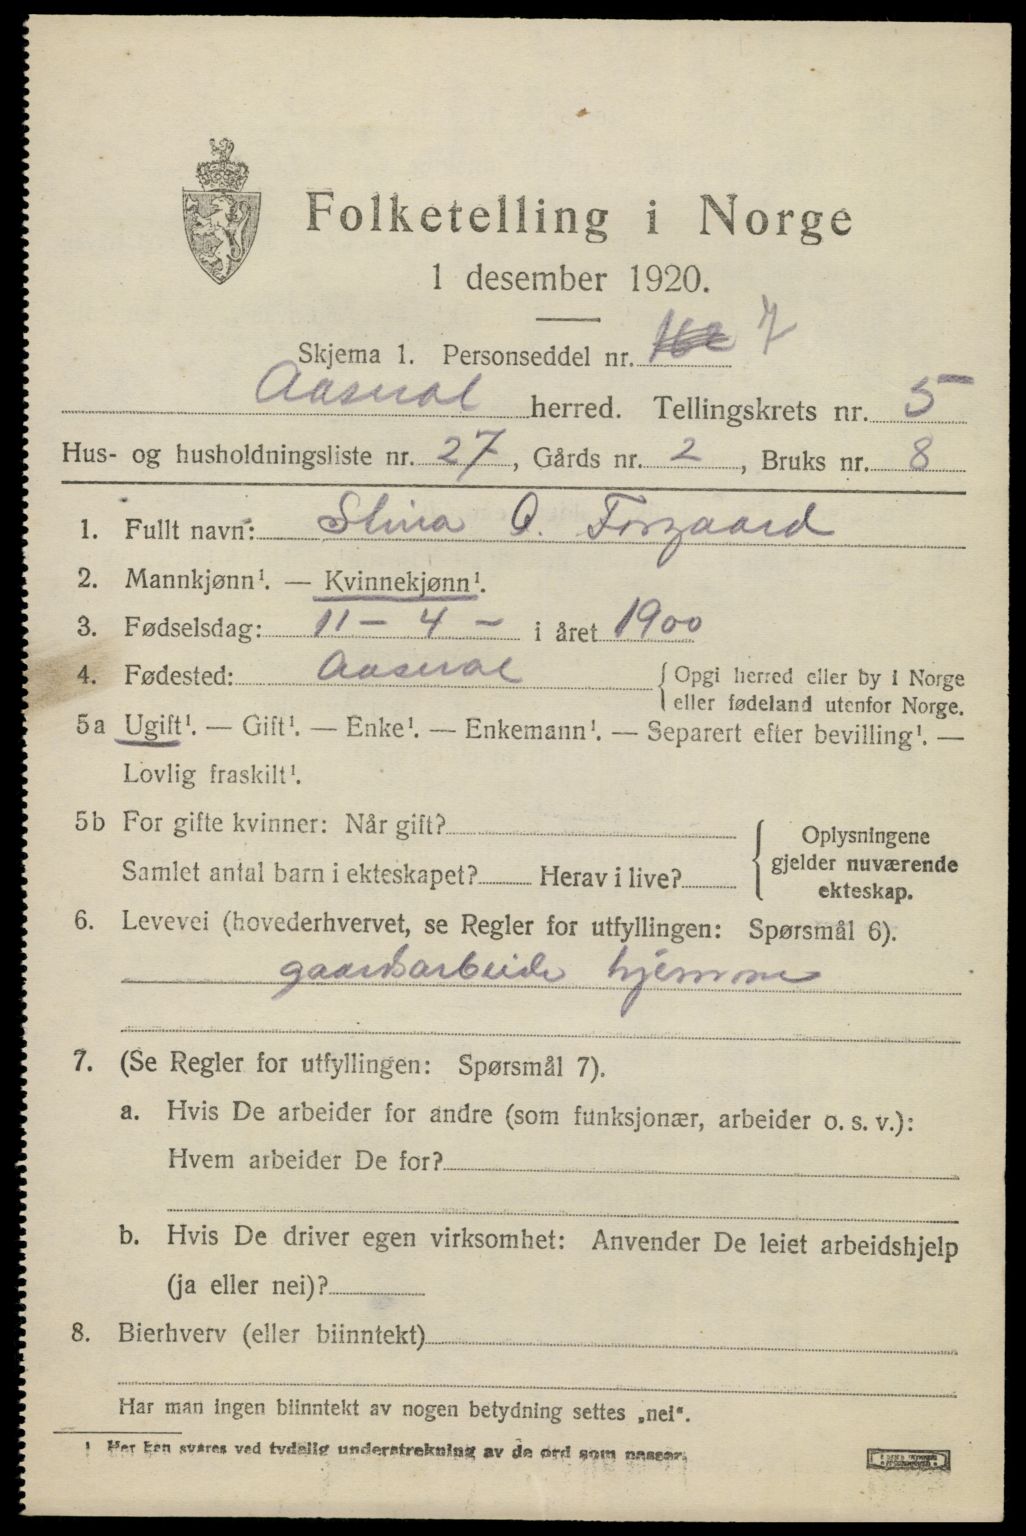 Folketelling i Norge
1 desember 1920.
Skjema 1. Personseddel nr. 7
Aaseral herred. Tellingskrets nr. 5
Hus- og husholdningsliste nr. 27, Gårds nr. 2, Bruks nr. 8
1. Fullt navn: Stina O. Forgaard
2. Mannkjønn¹. — Kvinnekjønn¹.
3. Fødselsdag: 11 – 4 – i året 1900
4. Fødested: Aaseral { Opgi herred eller by i Norge
eller fødeland utenfor Norge.
5a Ugift¹. — Gift¹. — Enke¹. — Enkemann¹. — Separert efter bevilling¹. —
Lovlig fraskilt¹.
5b For gifte kvinner: Når gift?
Samlet antal barn i ekteskapet? Herav i live?
Oplysningene
gjelder nuværende
ekteskap.
6. Levevei (hovederhvervet, se Regler for utfyllingen: Spørsmål 6).
gaardsarbeide hjemme
7. (Se Regler for utfyllingen: Spørsmål 7).
a. Hvis De arbeider for andre (som funksjonær, arbeider o. s. v.):
Hvem arbeider De for?
b. Hvis De driver egen virksomhet: Anvender De leiet arbeidshjelp
(ja eller nei)?
8. Bierhverv (eller biinntekt)
Har man ingen biinntekt av nogen betydning settes „nei“.
¹ Her kan svares ved tydelig understrekning av de ord som passer.